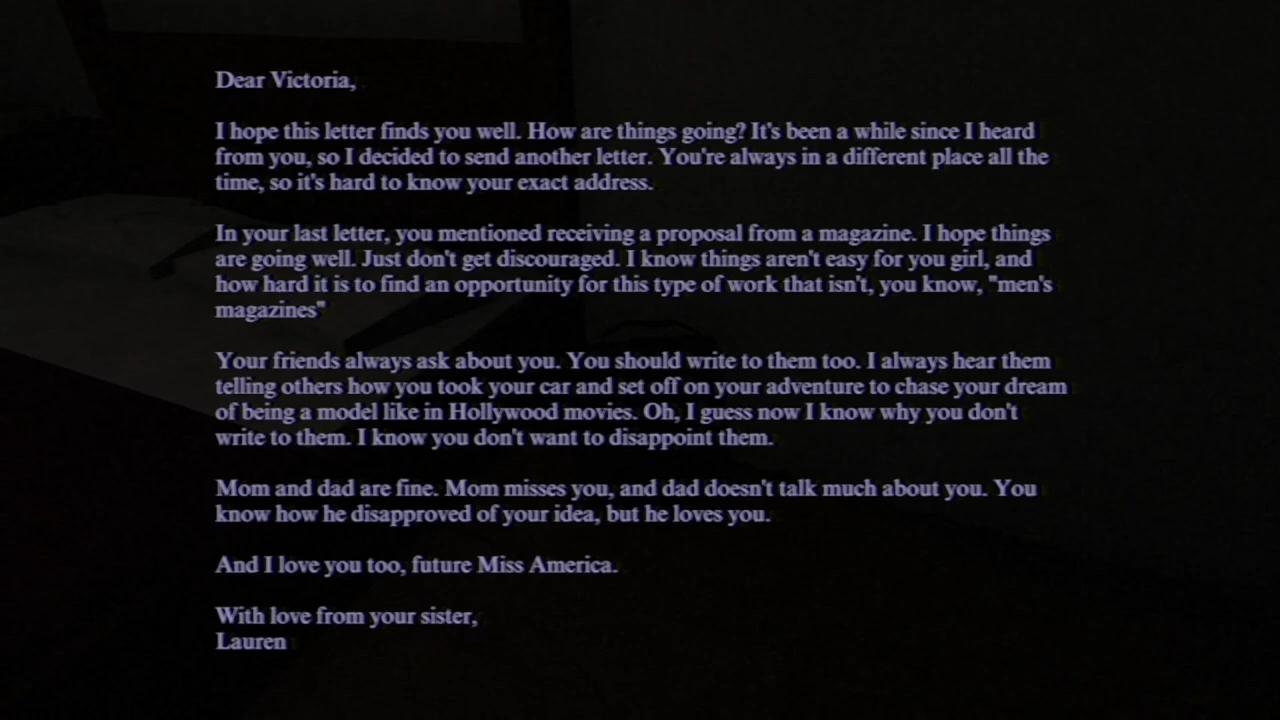 Dear Victoria,
I hope this letter finds you well. How are things going? It's been a while since I heard
from you, so I decided to send another letter. You're always in a different place all the
time, so it's hard to know your exact address.
In your last letter, you mentioned receiving a proposal from a magazine. I hope things
are going well. Just don't get discouraged. I know things aren't easy for you girl, and
how hard it is to find an opportunity for this type of work that isn't, you know, "men's
magazines"
Your friends always ask about you. You should write to them too. I always hear them
telling others how you took your car and set off on your adventure to chase your dream
of being a model like in Hollywood movies. Oh, I guess now I know why you don't
write to them. I know you don't want to disappoint them.
Mom and dad are fine. Mom misses you, and dad doesn't talk much about you. You
know how he disapproved of your idea, but he loves you.
And I love you too, future Miss America.
With love from your sister,
Lauren